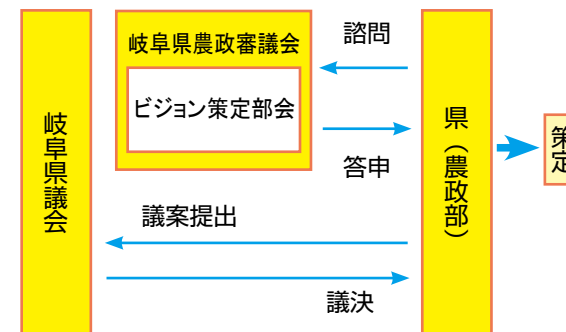 岐阜県農政審議会
ビジョン策定部会
諮問
答申
岐阜県議会
県（農政部）
策定
議案提出
議決